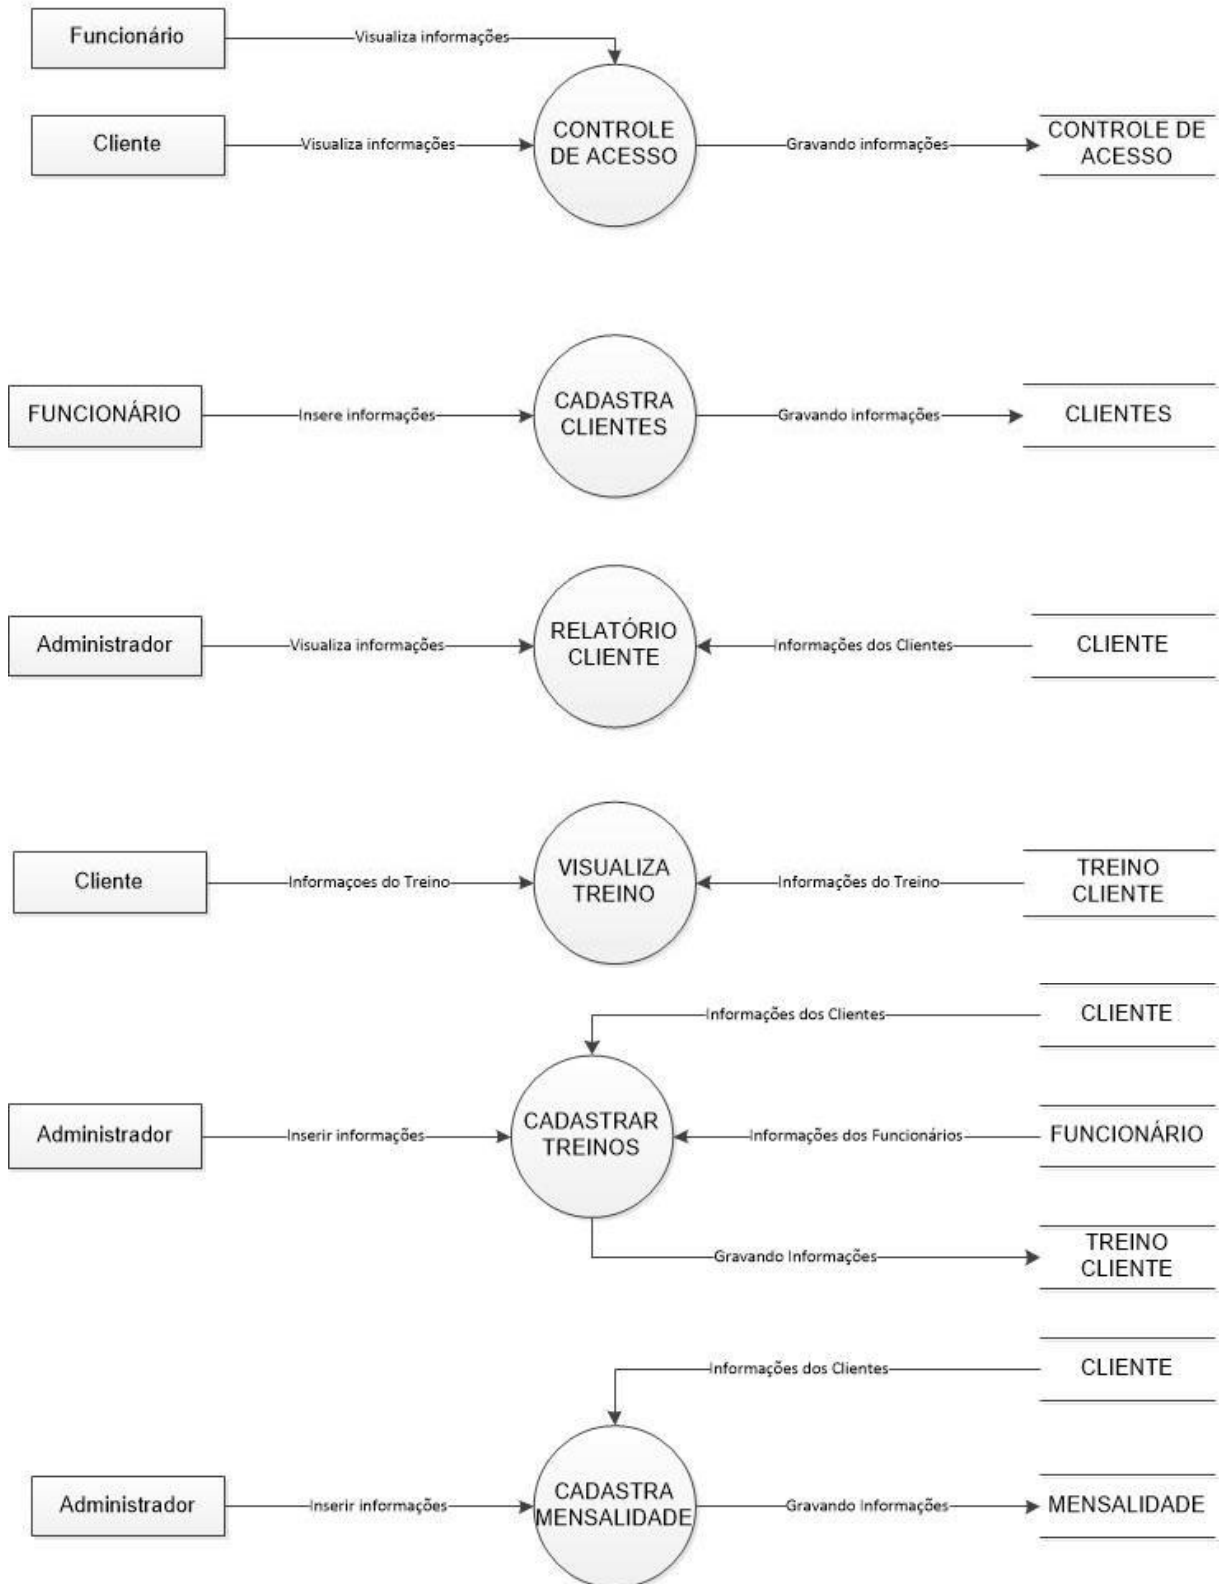 Funcionário
Visualiza informações
Cliente
Visualiza informações
CONTROLE
DE ACESSO
Gravando informações
CONTROLE DE
ACESSO
FUNCIONÁRIO
Insere informações
CADASTRA
CLIENTES
Gravando informações
CLIENTES
Administrador
Visualiza informações
RELATÓRIO
CLIENTE
Informações dos Clientes
CLIENTE
Cliente
Informaçoes do Treino
VISUALIZA
TREINO
Informações do Treino
TREINO
CLIENTE
Informações dos Clientes
CLIENTE
Administrador
Inserir informações
CADASTRAR
TREINOS
Informações dos Funcionários
FUNCIONÁRIO
Gravando Informações
TREINO
CLIENTE
Informações dos Clientes
CLIENTE
Administrador
Inserir informações
CADASTRA
MENSALIDADE
Gravando Informações
MENSALIDADE